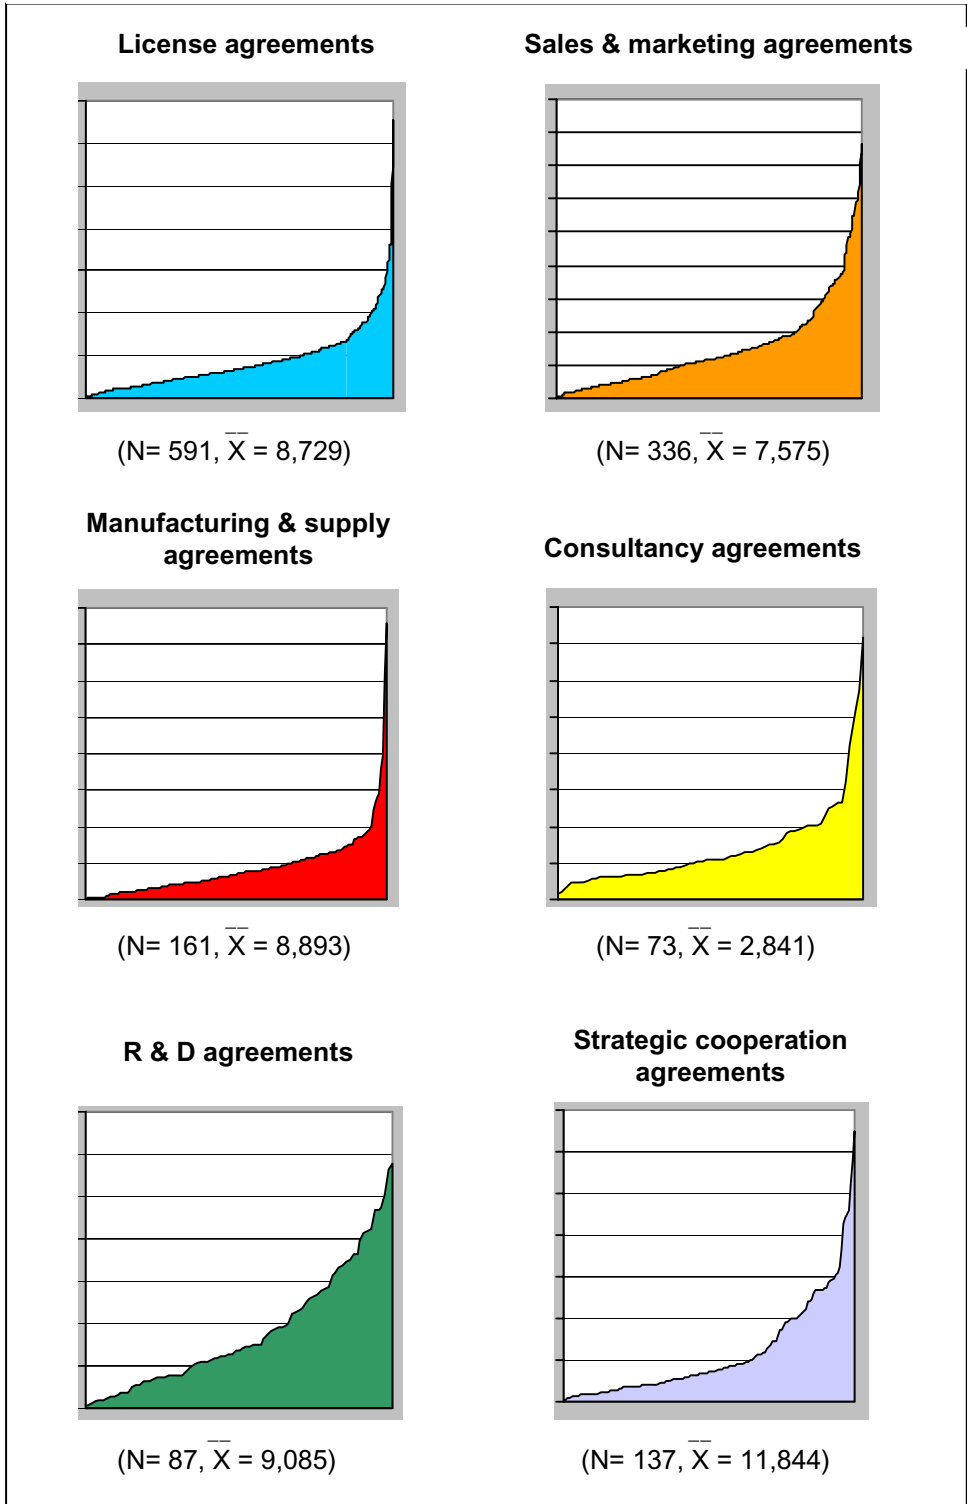 License agreements
Sales & marketing agreements
(N= 591, X̅ = 8,729)
(N= 336, X̅ = 7,575)
Manufacturing & supply
agreements
Consultancy agreements
(N= 161, X̅ = 8,893)
(N= 73, X̅ = 2,841)
R & D agreements
Strategic cooperation
agreements
(N= 87, X̅ = 9,085)
(N= 137, X̅ = 11,844)